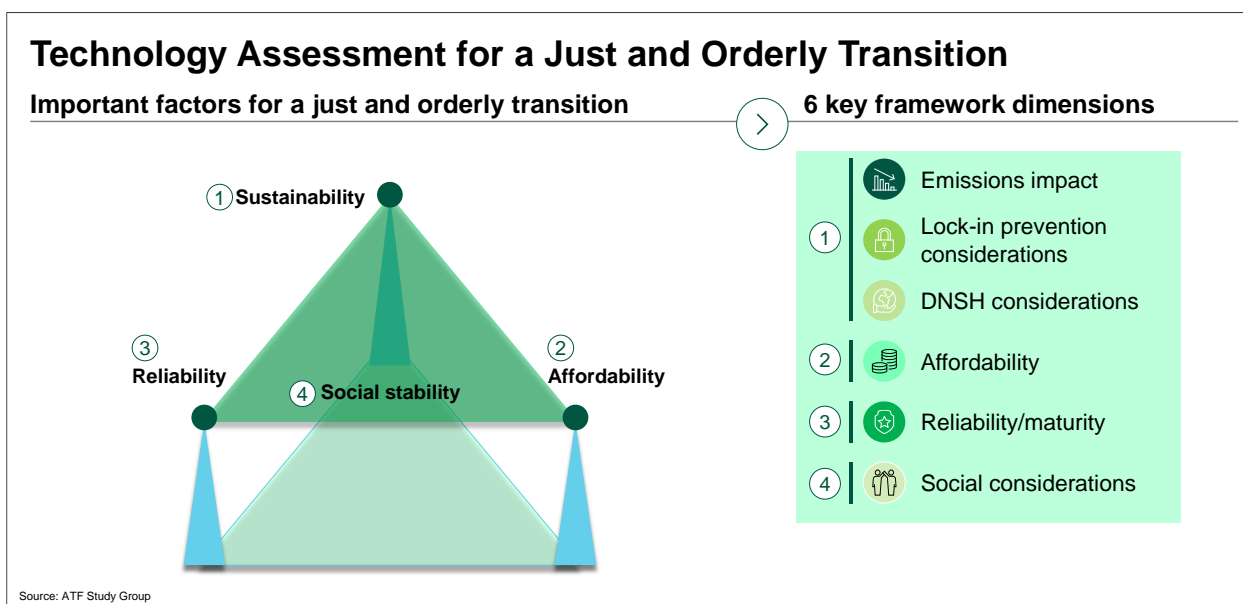 Technology Assessment for a Just and Orderly Transition
Important factors for a just and orderly transition
6 key framework dimensions
1 Sustainability
3
Reliability
2
Affordability
4 Social stability
1
Emissions impact
Lock-in prevention
considerations
DNSH considerations
2
Affordability
3
Reliability/maturity
4
Social considerations
Source: ATF Study Group